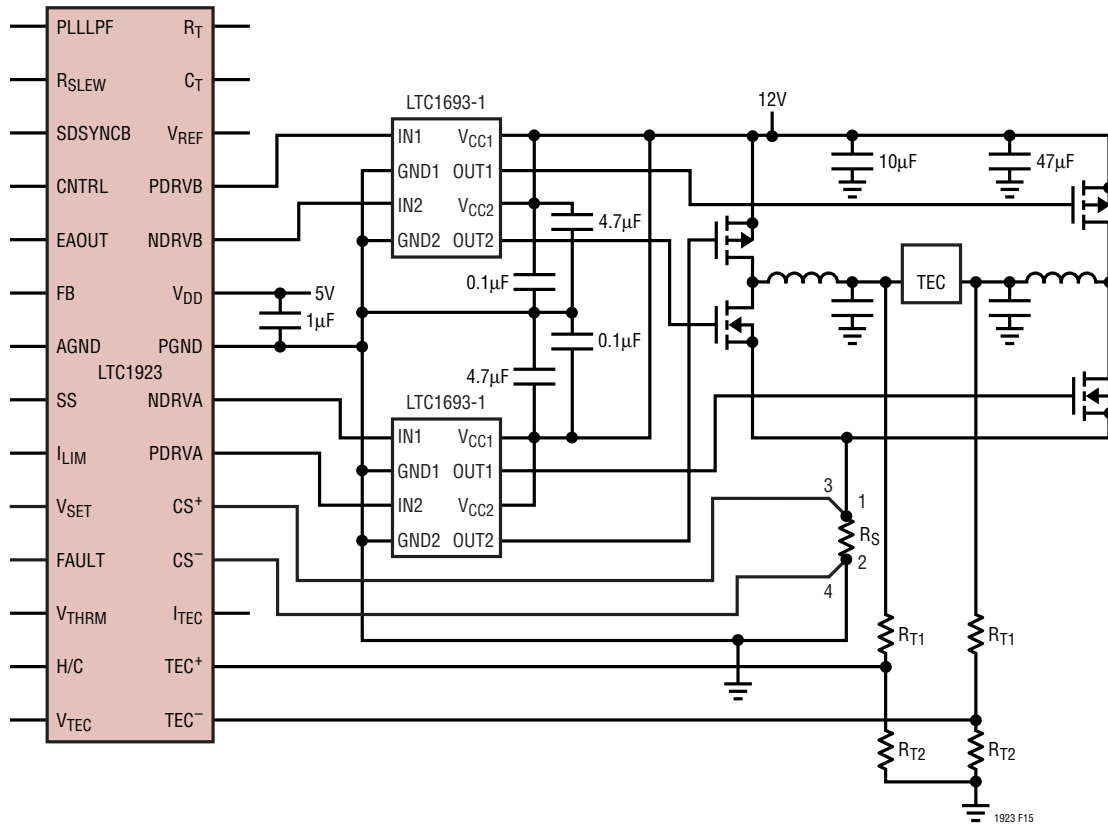 PLLLPF
RSLEW
SDSYNCB
CNTRL
EAOUT
FB
AGND
SS
ILIM
VSET
FAULT
VTHRM
H/C
VTEC
LTC1923
RT
CT
VREF
PDRVB
NDRVB
VDD
PGND
NDRVA
PDRVA
CS+
CS−
ITEC
TEC+
TEC−
5V
1µF
LTC1693-1
IN1
GND1
IN2
GND2
VCC1
OUT1
VCC2
OUT2
4.7µF
0.1µF
0.1µF
4.7µF
LTC1693-1
IN1
GND1
IN2
GND2
VCC1
OUT1
VCC2
OUT2
12V
10µF
47µF
TEC
3
1
RS
2
4
RT1
RT1
RT2
RT2
1923 F15